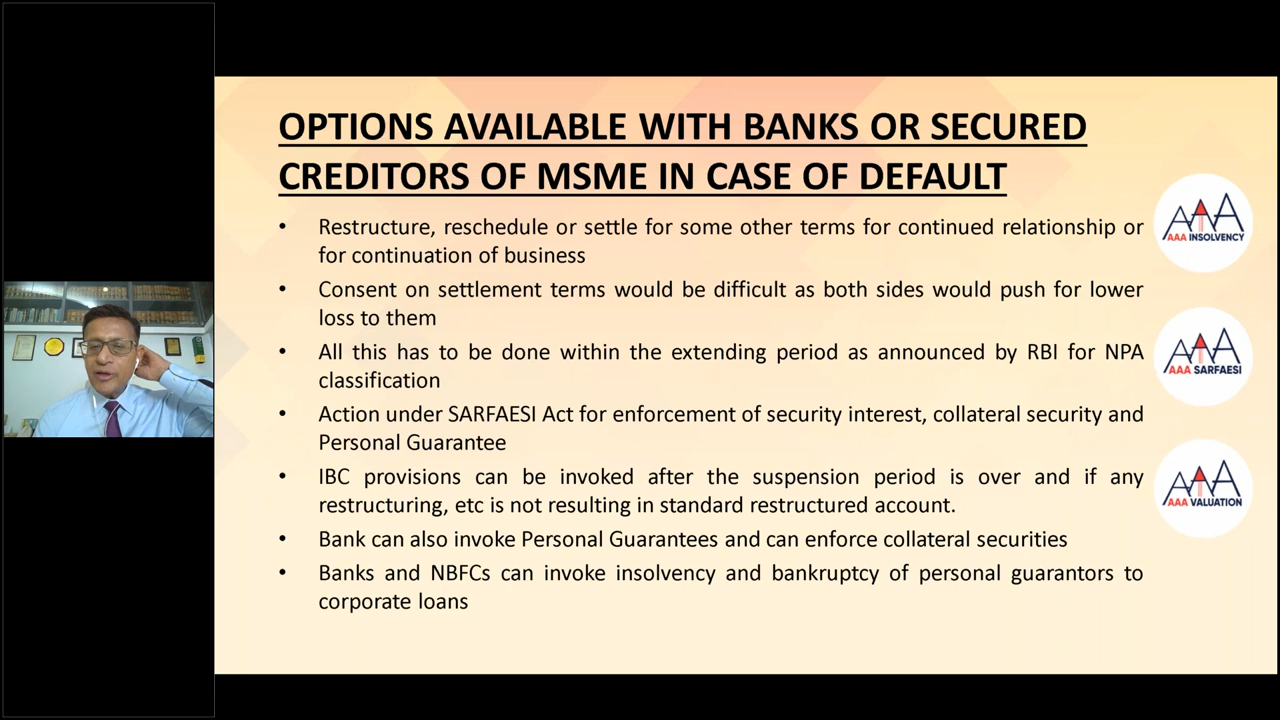 OPTIONS AVAILABLE WITH BANKS OR SECURED
CREDITORS OF MSME IN CASE OF DEFAULT
• Restructure, reschedule or settle for some other terms for continued relationship or
for continuation of business
• Consent on settlement terms would be difficult as both sides would push for lower
loss to them
• All this has to be done within the extending period as announced by RBI for NPA
classification
• Action under SARFAESI Act for enforcement of security interest, collateral security and
Personal Guarantee
• IBC provisions can be invoked after the suspension period is over and if any
restructuring, etc is not resulting in standard restructured account.
• Bank can also invoke Personal Guarantees and can enforce collateral securities
• Banks and NBFCs can invoke insolvency and bankruptcy of personal guarantors to
corporate loans
AAA
AAA INSOLVENCY
AAA
AAA SARFAESI
AAA
AAA VALUATION